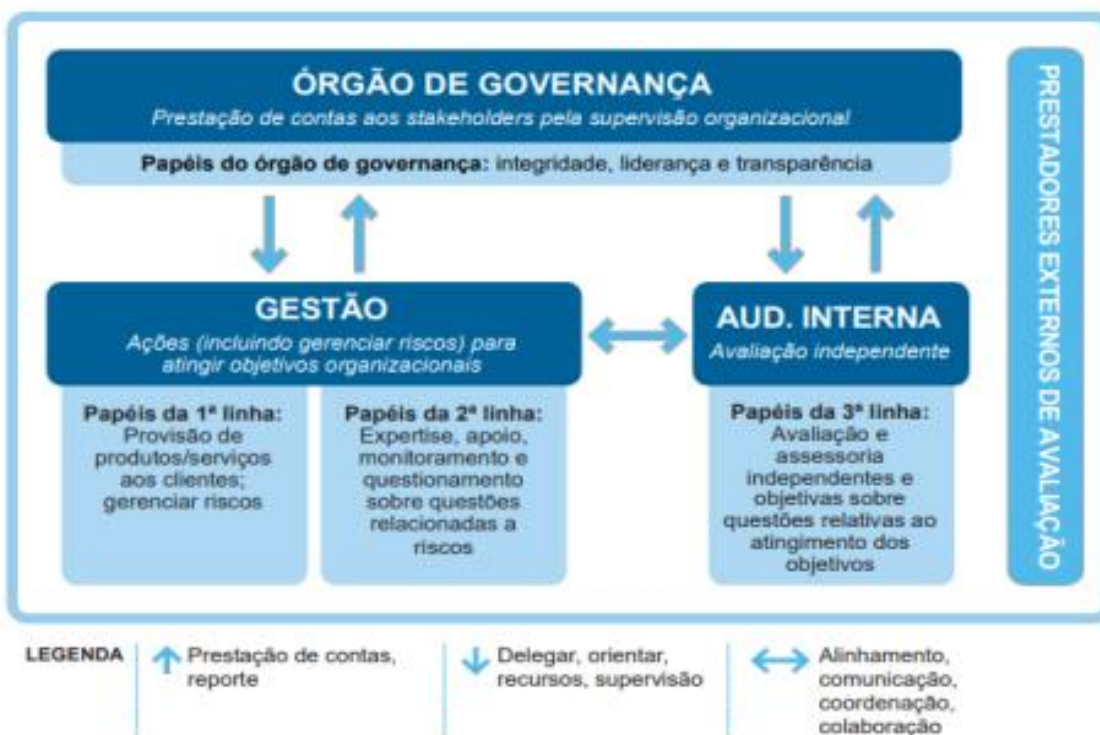 ÓRGÃO DE GOVERNANÇA
Prestação de contas aos stakeholders pela supervisão organizacional
Papéis do órgão de governança: integridade, liderança e transparência
GESTÃO
Ações (incluindo gerenciar riscos) para
atingir objetivos organizacionais
Papéis da 1ª linha:
Provisão de
produtos/serviços
aos clientes;
gerenciar riscos
Papéis da 2ª linha:
Expertise, apoio,
monitoramento e
questionamento
sobre questões
relacionadas a
riscos
AUD. INTERNA
Avaliação independente
Papéis da 3ª linha:
Avaliação e
assessoria
independentes e
objetivas sobre
questões relativas ao
atingimento dos
objetivos
PRESTADORES EXTERNOS DE AVALIAÇÃO
LEGENDA
Prestação de contas,
reporte
Delegar, orientar,
recursos, supervisão
Alinhamento,
comunicação,
coordenação,
colaboração